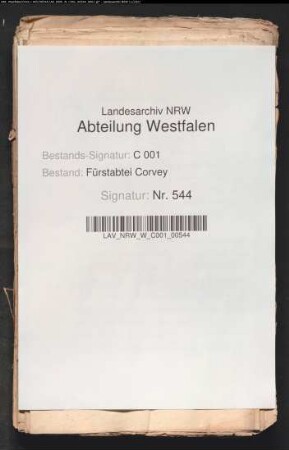 Landesarchiv NRW
Abteilung Westfalen
Bestands-Signatur: C 001
Bestand: Fürstabtei Corvey
Signatur: Nr. 544
LAV_NRW_W_C001_00544